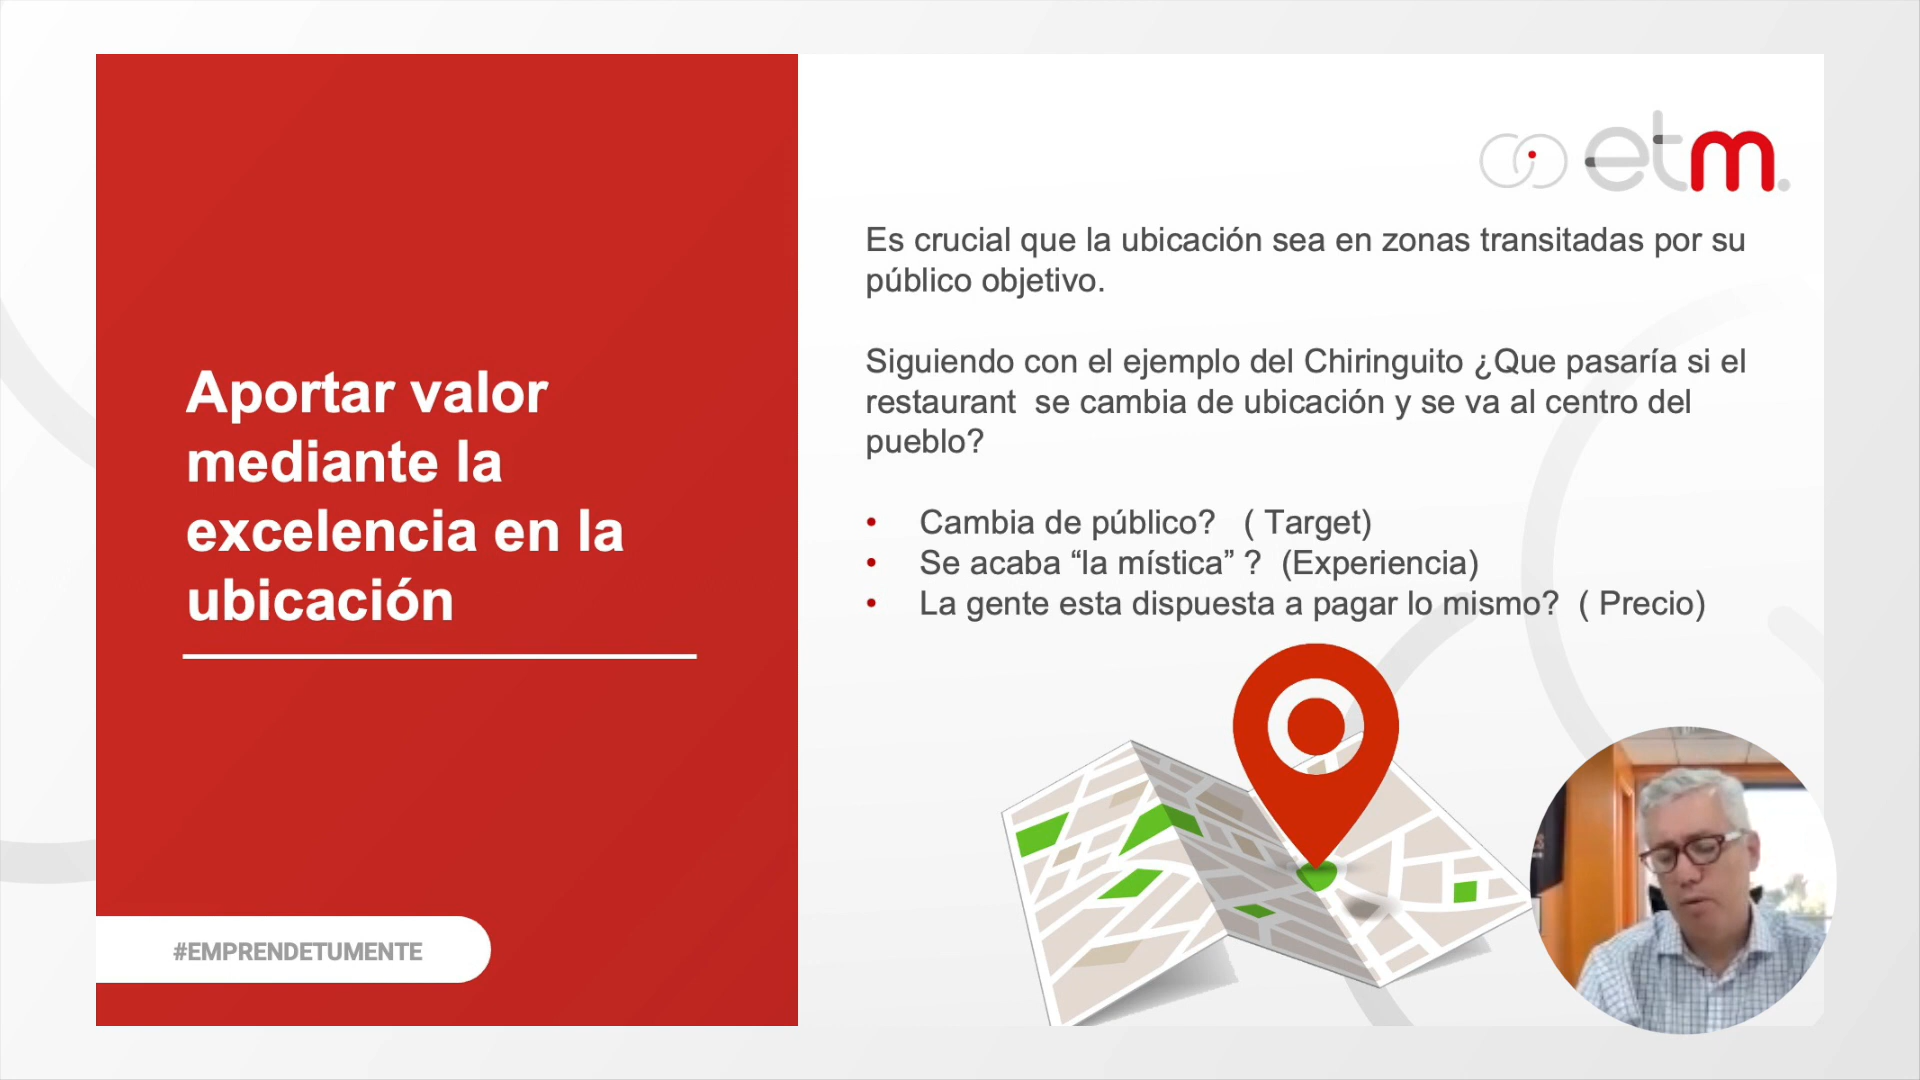 Aportar valor
mediante la
excelencia en la
ubicación
#EMPRENDETUMENTE
etm.
Es crucial que la ubicación sea en zonas transitadas por su
público objetivo.
Siguiendo con el ejemplo del Chiringuito ¿Que pasaría si el
restaurant  se cambia de ubicación y se va al centro del
pueblo?
• Cambia de público?   ( Target)
• Se acaba “la mística” ?  (Experiencia)
• La gente esta dispuesta a pagar lo mismo?  ( Precio)